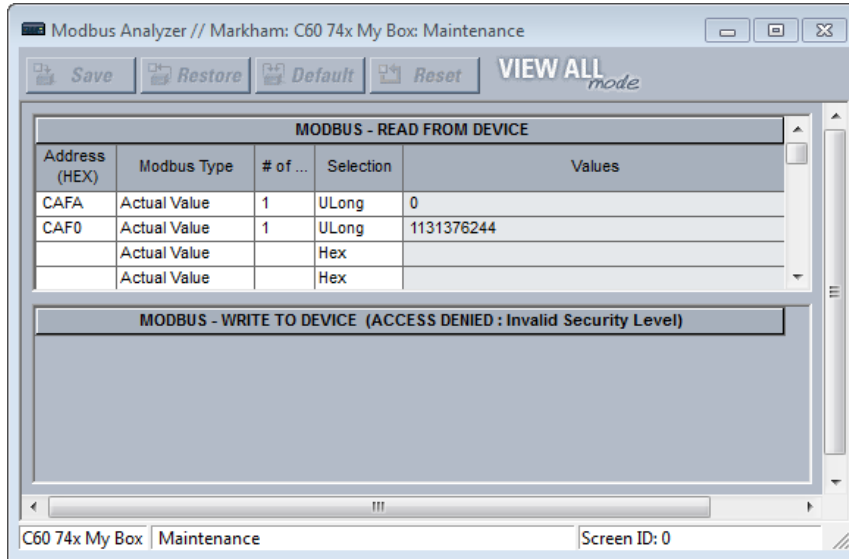 Modbus Analyzer // Markham: C60 74x My Box: Maintenance
Save Restore Default Reset VIEW ALL mode
MODBUS - READ FROM DEVICE
Address (HEX) Modbus Type # of ... Selection Values
CAFA Actual Value 1 ULong 0
CAF0 Actual Value 1 ULong 1131376244
Actual Value Hex
Actual Value Hex
MODBUS - WRITE TO DEVICE (ACCESS DENIED : Invalid Security Level)
C60 74x My Box Maintenance Screen ID: 0